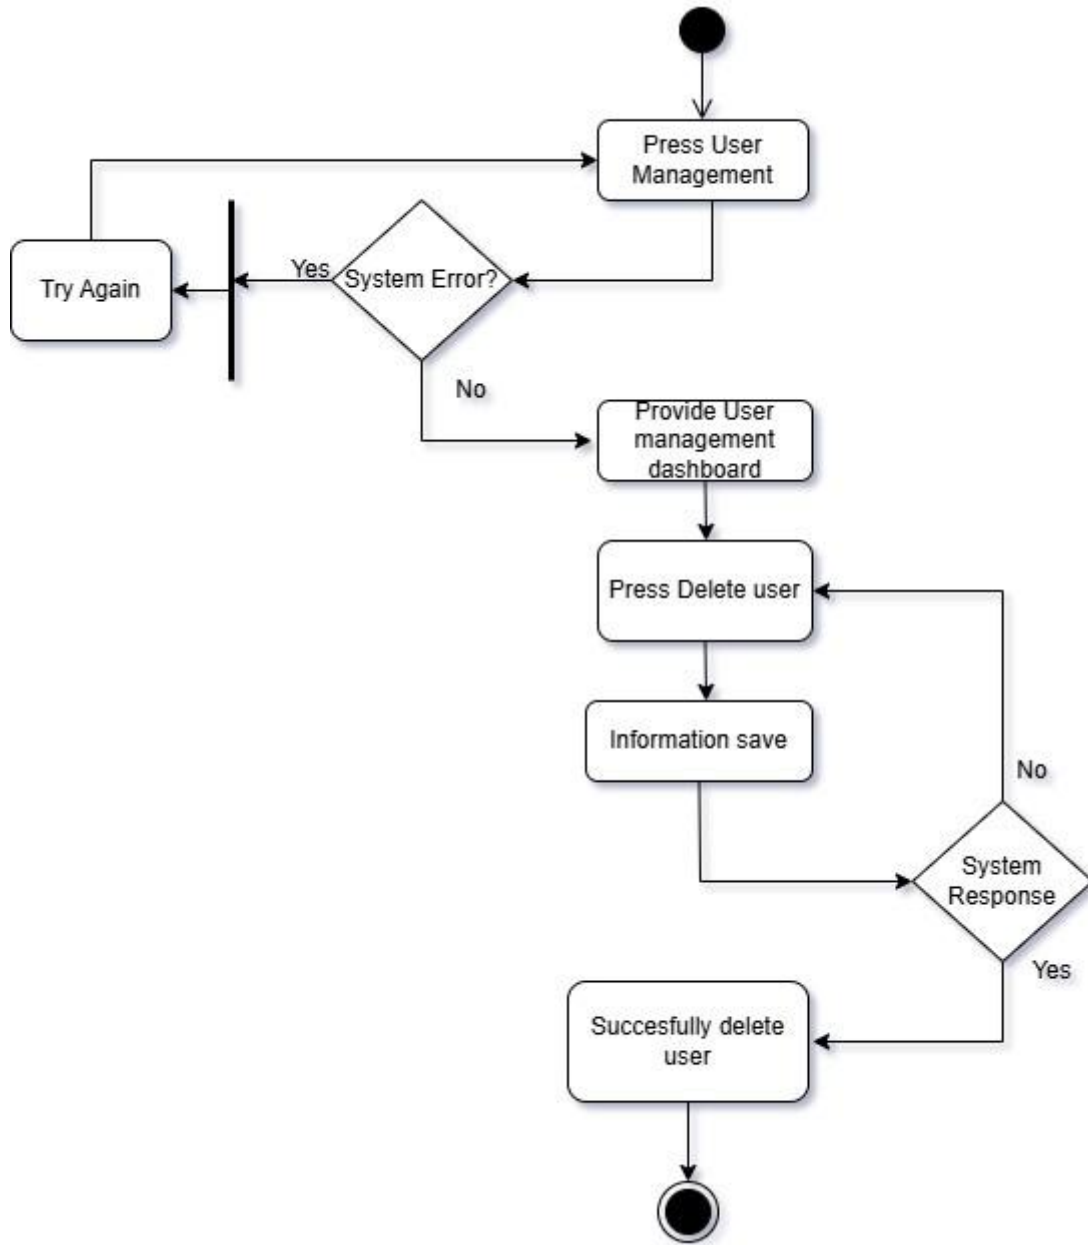 Press User
Management
Yes
System Error?
Try Again
No
Provide User
management
dashboard
Press Delete user
Information save
No
System
Response
Yes
Succesfully delete
user